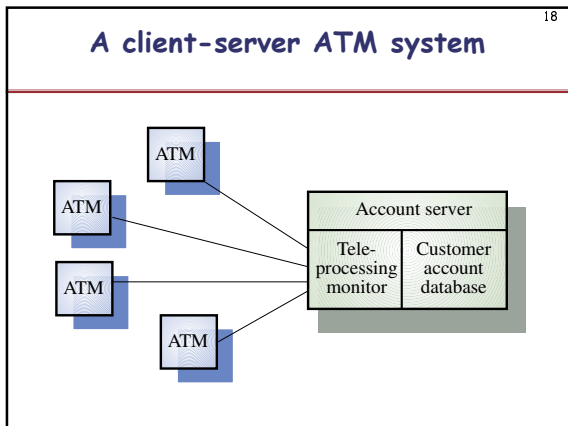 18
A client-server ATM system
ATM
ATM
ATM
ATM
Account server
Tele-
processing
monitor
Customer
account
database